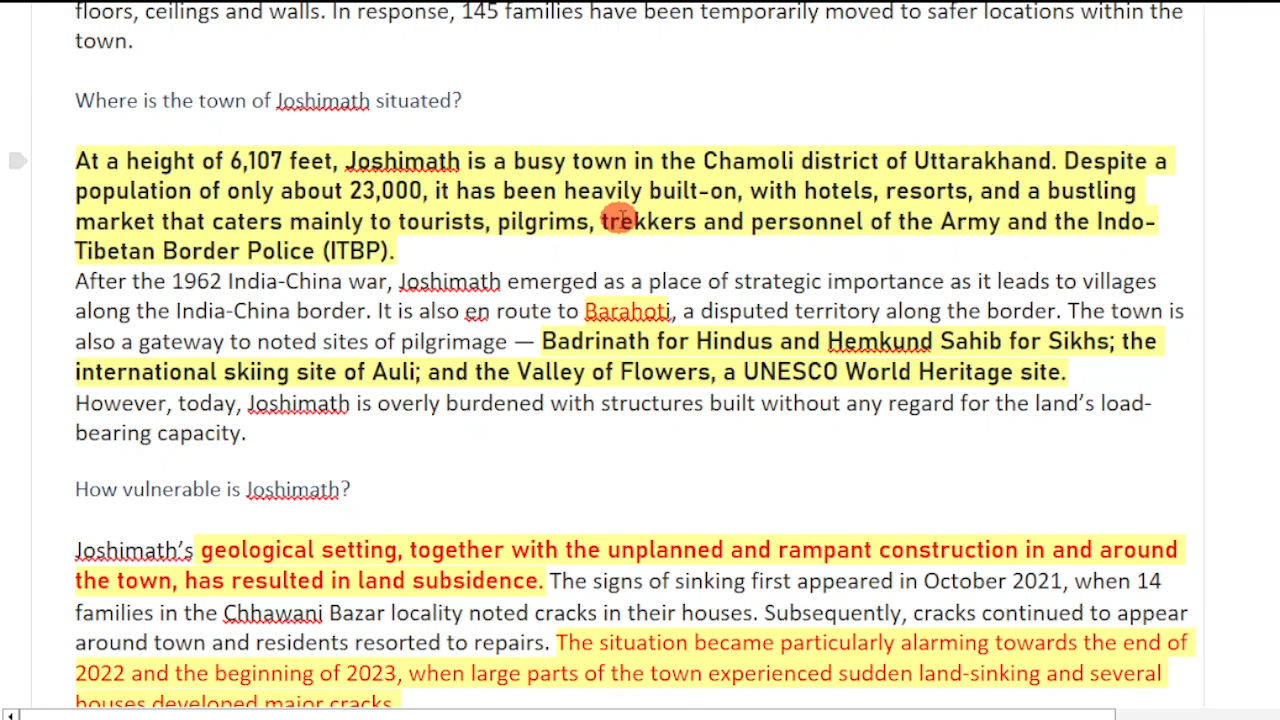 floors, ceilings and walls. In response, 145 families have been temporarily moved to safer locations within the
town.
Where is the town of Joshimath situated?
At a height of 6,107 feet, Joshimath is a busy town in the Chamoli district of Uttarakhand. Despite a
population of only about 23,000, it has been heavily built-on, with hotels, resorts, and a bustling
market that caters mainly to tourists, pilgrims, trekkers and personnel of the Army and the Indo-
Tibetan Border Police (ITBP).
After the 1962 India-China war, Joshimath emerged as a place of strategic importance as it leads to villages
along the India-China border. It is also en route to Barahoti, a disputed territory along the border. The town is
also a gateway to noted sites of pilgrimage — Badrinath for Hindus and Hemkund Sahib for Sikhs; the
international skiing site of Auli; and the Valley of Flowers, a UNESCO World Heritage site.
However, today, Joshimath is overly burdened with structures built without any regard for the land’s load-
bearing capacity.
How vulnerable is Joshimath?
Joshimath’s geological setting, together with the unplanned and rampant construction in and around
the town, has resulted in land subsidence. The signs of sinking first appeared in October 2021, when 14
families in the Chhawani Bazar locality noted cracks in their houses. Subsequently, cracks continued to appear
around town and residents resorted to repairs. The situation became particularly alarming towards the end of
2022 and the beginning of 2023, when large parts of the town experienced sudden land-sinking and several
houses developed major cracks.